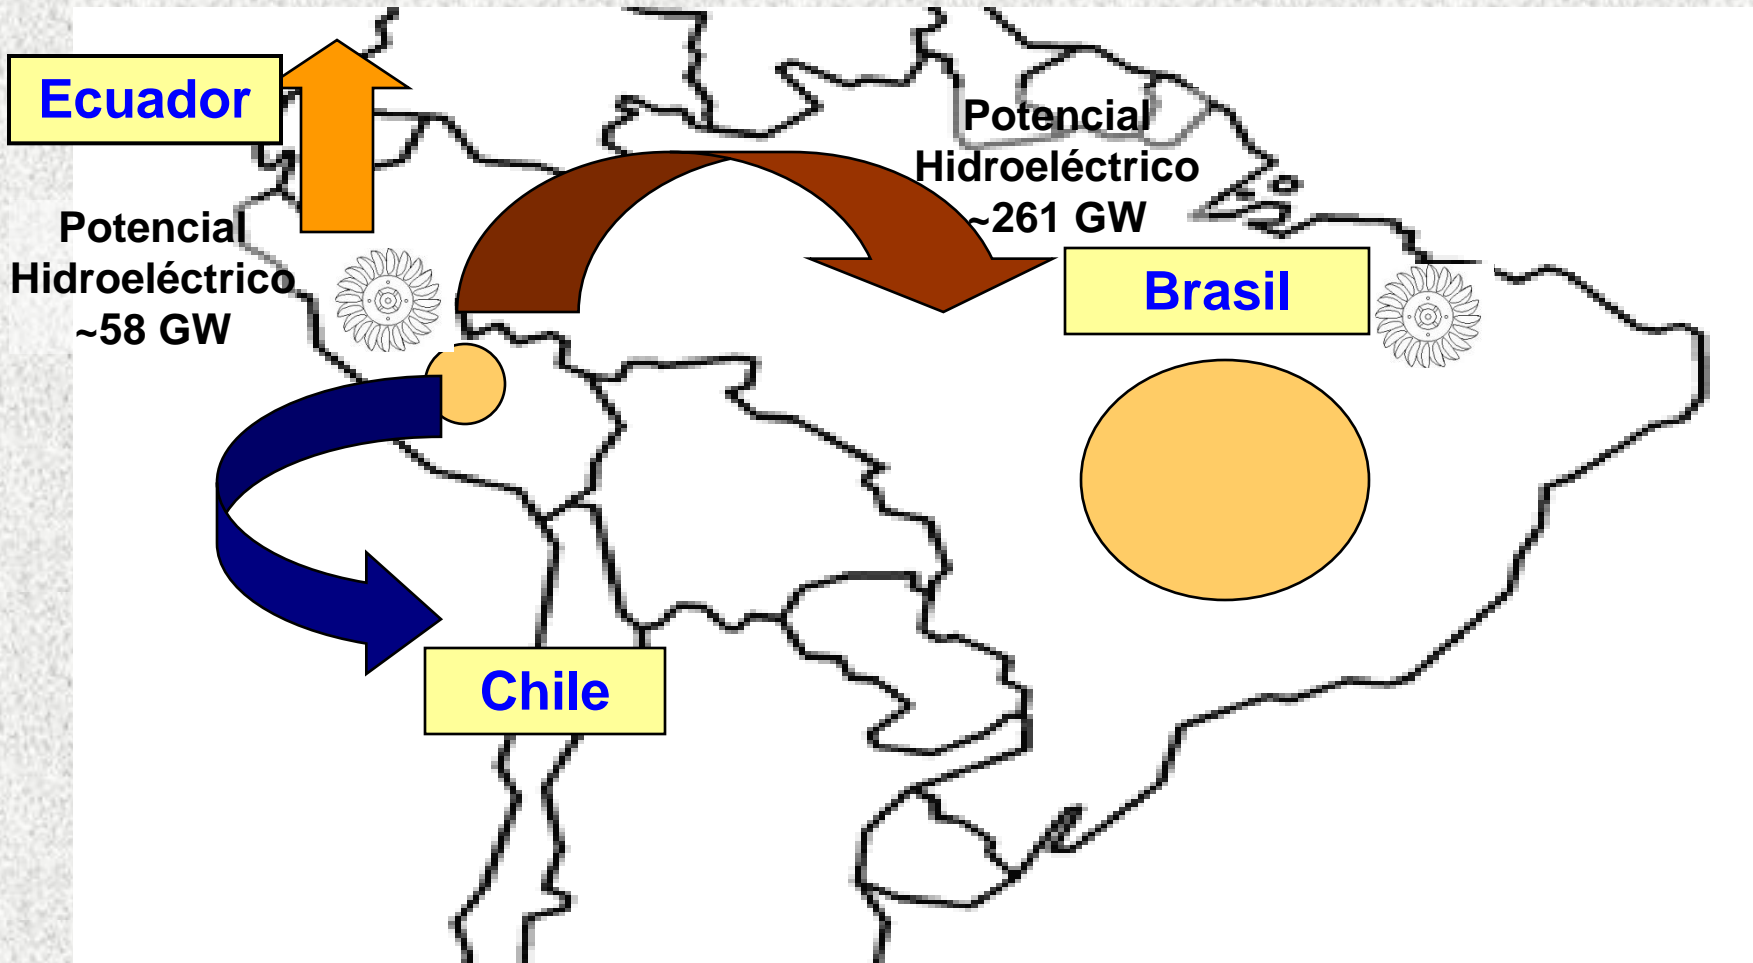 Ecuador
Potencial
Hidroeléctrico
~58 GW
Potencial
Hidroeléctrico
~261 GW
Brasil
Chile